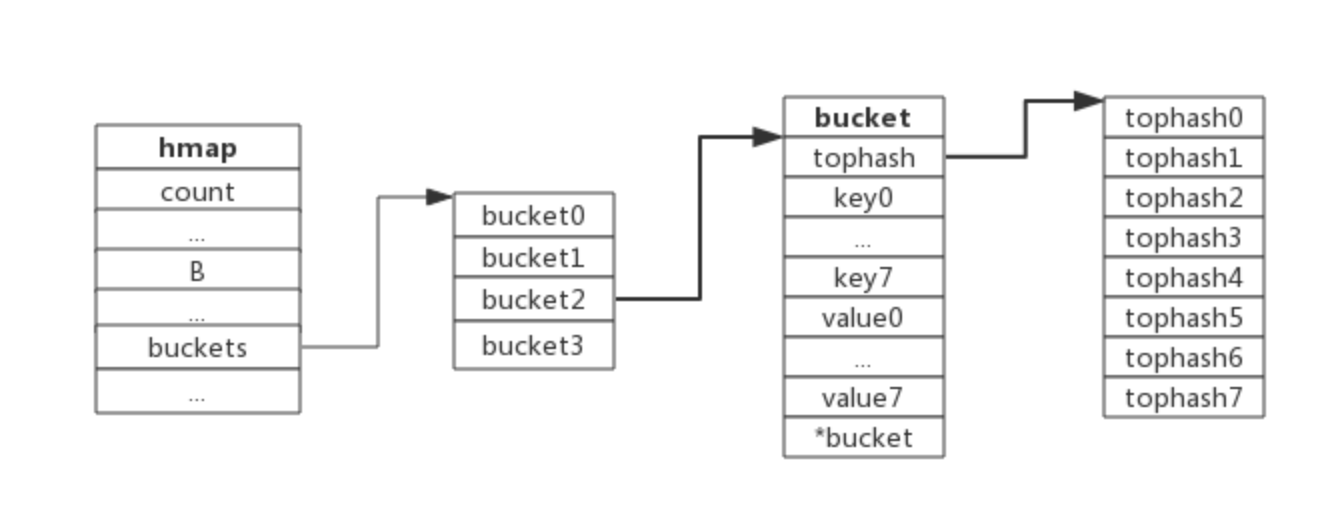 hmap
count
...
B
...
buckets
...
bucket0
bucket1
bucket2
bucket3
bucket
tophash
key0
...
key7
value0
...
value7
*bucket
tophash0
tophash1
tophash2
tophash3
tophash4
tophash5
tophash6
tophash7